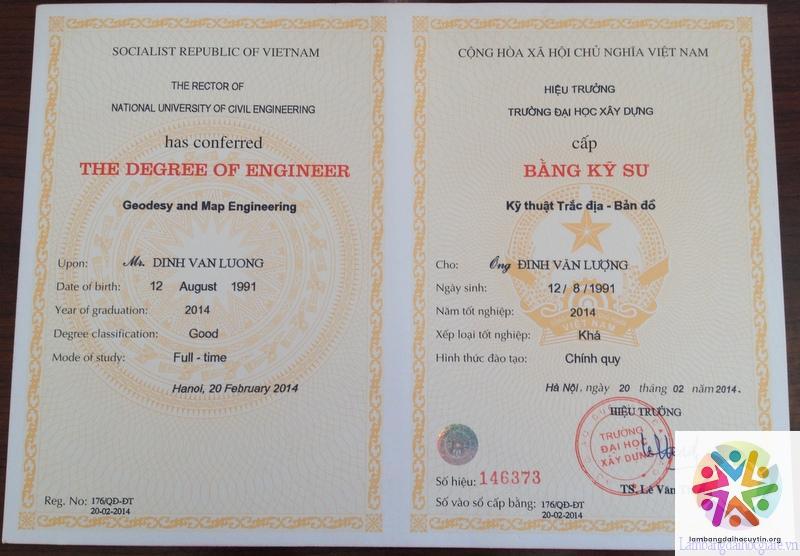 SOCIALIST REPUBLIC OF VIETNAM
THE RECTOR OF
NATIONAL UNIVERSITY OF CIVIL ENGINEERING
has conferred
THE DEGREE OF ENGINEER
Geodesy and Map Engineering
Upon: Mr. DINH VAN LUONG
Date of birth: 12 August 1991
Year of graduation: 2014
Degree classification: Good
Mode of study: Full - time
Hanoi, 20 February 2014
Reg. No: 176/QĐ-ĐT
20-02-2014
CỘNG HÒA XÃ HỘI CHỦ NGHĨA VIỆT NAM
HIỆU TRƯỞNG
TRƯỜNG ĐẠI HỌC XÂY DỰNG
cấp
BẰNG KỸ SƯ
Kỹ thuật Trắc địa - Bản đồ
Cho: Ông ĐINH VĂN LƯỢNG
Ngày sinh: 12 / 8 / 1991
Năm tốt nghiệp: 2014
Xếp loại tốt nghiệp: Khá
Hình thức đào tạo: Chính quy
VIỆT NAM
Hà Nội, ngày 20 tháng 02 năm 2014.
HIỆU TRƯỞNG
TRƯỜNG
ĐẠI HỌC
XÂY DỰNG
TS. Lê Văn
Số hiệu: 146373
Số vào sổ cấp bằng: 176/QĐ-ĐT
20-02-2014
lambangdaihocuytin.org
Lambangdaihocgiare.vn